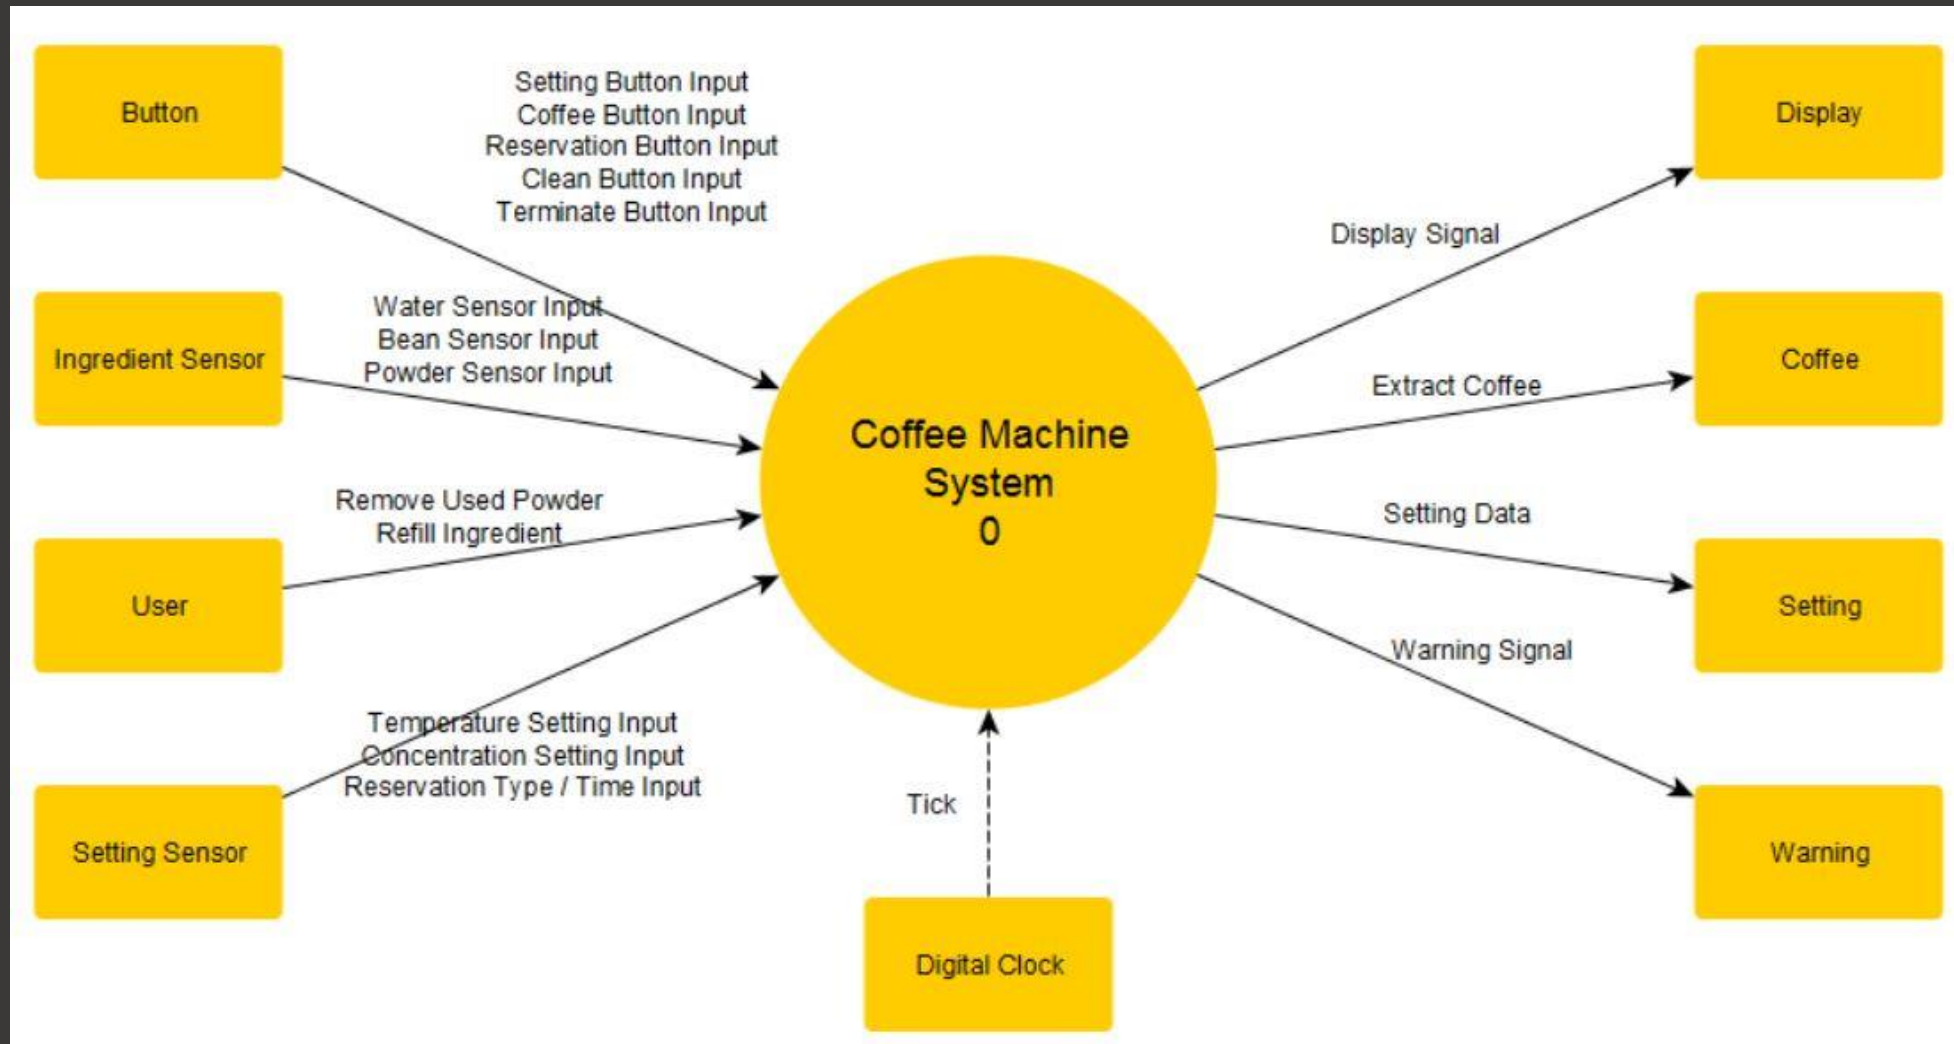 Button
Setting Button Input
Coffee Button Input
Reservation Button Input
Clean Button Input
Terminate Button Input
Display
Display Signal
Ingredient Sensor
Water Sensor Input
Bean Sensor Input
Powder Sensor Input
Coffee Machine
System
0
Extract Coffee
Coffee
User
Remove Used Powder
Refill Ingredient
Setting Data
Setting
Setting Sensor
Temperature Setting Input
Concentration Setting Input
Reservation Type / Time Input
Warning Signal
Warning
Tick
Digital Clock